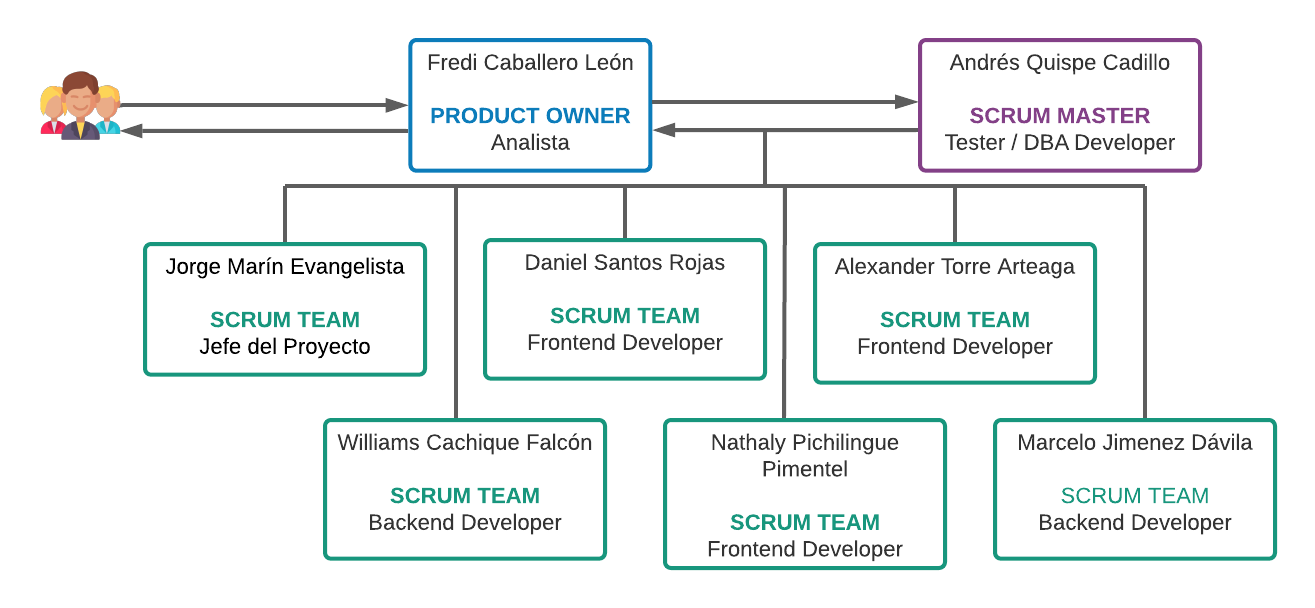 Fredi Caballero León
PRODUCT OWNER
Analista
Andrés Quispe Cadillo
SCRUM MASTER
Tester / DBA Developer
Jorge Marín Evangelista
SCRUM TEAM
Jefe del Proyecto
Daniel Santos Rojas
SCRUM TEAM
Frontend Developer
Alexander Torre Arteaga
SCRUM TEAM
Frontend Developer
Williams Cachique Falcón
SCRUM TEAM
Backend Developer
Nathaly Pichilingue
Pimentel
SCRUM TEAM
Frontend Developer
Marcelo Jimenez Dávila
SCRUM TEAM
Backend Developer